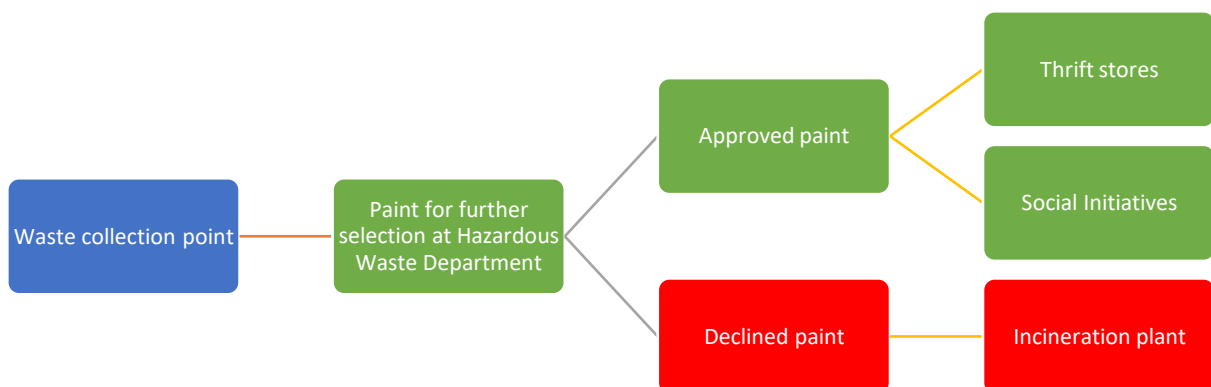 Thrift stores
Approved paint
Social Initiatives
Waste collection point
Paint for further
selection at Hazardous
Waste Department
Declined paint
Incineration plant